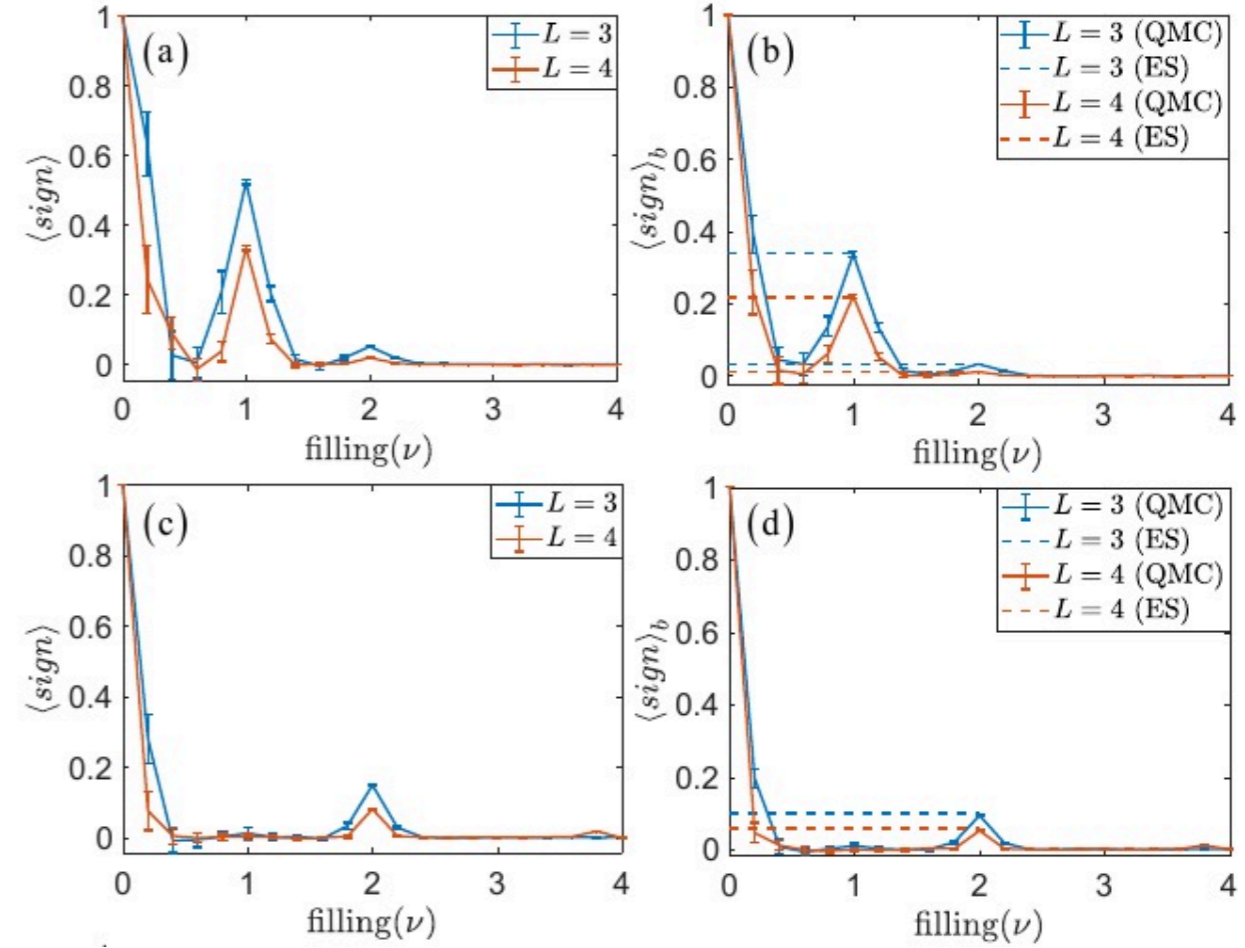 (a)
L = 3
L = 4
⟨sign⟩
1
0.8
0.6
0.4
0.2
0
0 1 2 3 4
filling(ν)
(b)
L = 3 (QMC)
L = 3 (ES)
L = 4 (QMC)
L = 4 (ES)
⟨sign⟩b
1
0.8
0.6
0.4
0.2
0
0 1 2 3 4
filling(ν)
(c)
L = 3
L = 4
⟨sign⟩
1
0.8
0.6
0.4
0.2
0
0 1 2 3 4
filling(ν)
(d)
L = 3 (QMC)
L = 3 (ES)
L = 4 (QMC)
L = 4 (ES)
⟨sign⟩b
1
0.8
0.6
0.4
0.2
0
0 1 2 3 4
filling(ν)